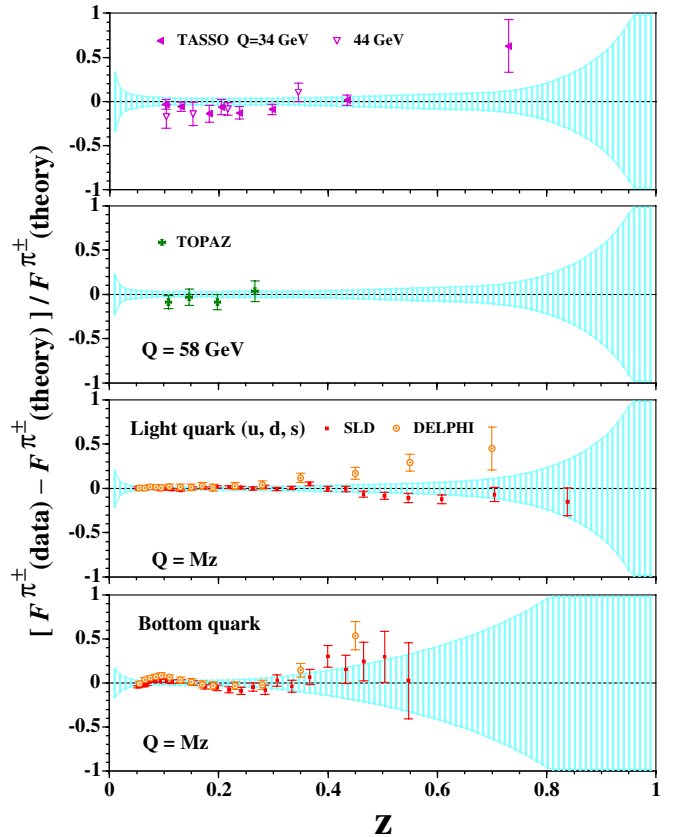 [ F π± (data) − F π± (theory) ] / F π± (theory)
1
TASSO Q=34 GeV 44 GeV
0.5
0
-0.5
-1
1
TOPAZ
0.5
0
-0.5
Q = 58 GeV
-1
1
Light quark (u, d, s) SLD DELPHI
0.5
0
-0.5
Q = Mz
-1
1
Bottom quark
0.5
0
-0.5
Q = Mz
-1
0 0.2 0.4 0.6 0.8 1
z